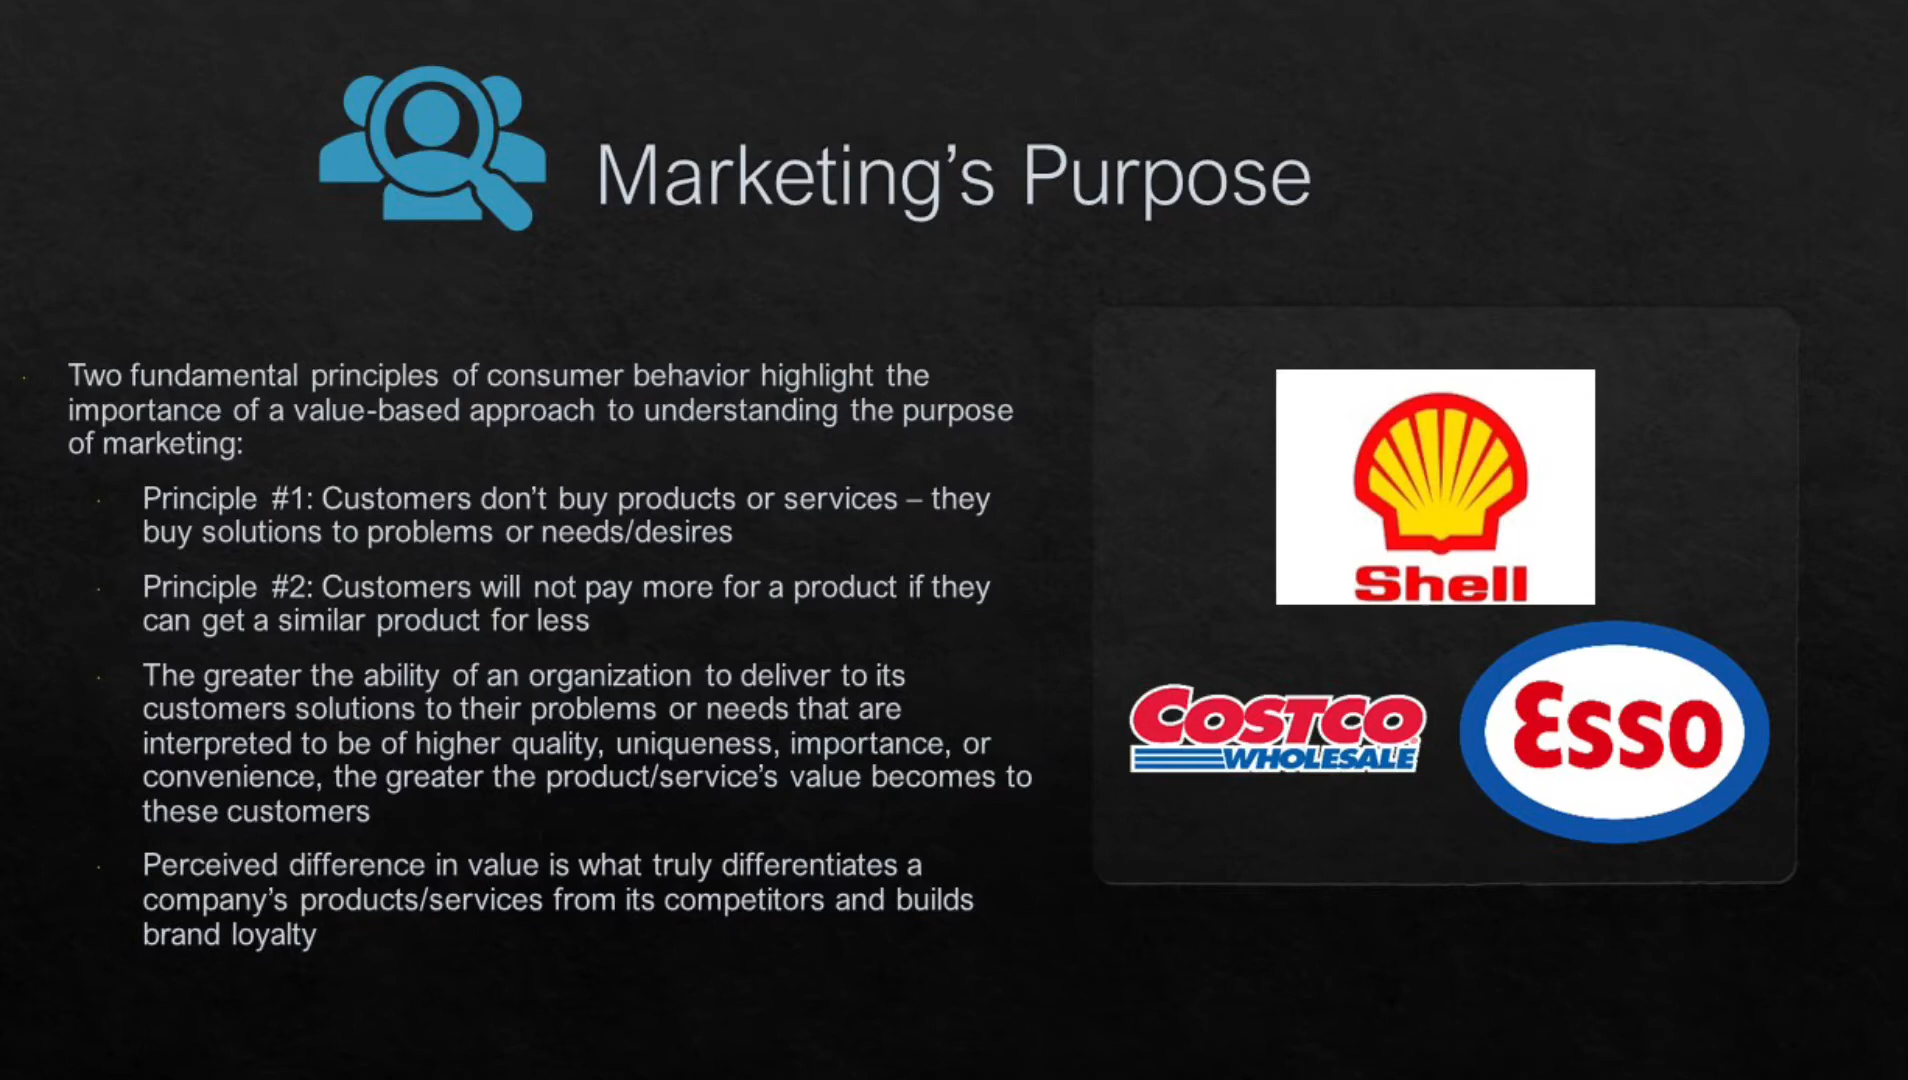 Marketing’s Purpose
Two fundamental principles of consumer behavior highlight the
importance of a value-based approach to understanding the purpose
of marketing:
Principle #1: Customers don’t buy products or services – they
buy solutions to problems or needs/desires
Principle #2: Customers will not pay more for a product if they
can get a similar product for less
The greater the ability of an organization to deliver to its
customers solutions to their problems or needs that are
interpreted to be of higher quality, uniqueness, importance, or
convenience, the greater the product/service’s value becomes to
these customers
Perceived difference in value is what truly differentiates a
company’s products/services from its competitors and builds
brand loyalty
Shell
COSTCO
WHOLESALE
Esso